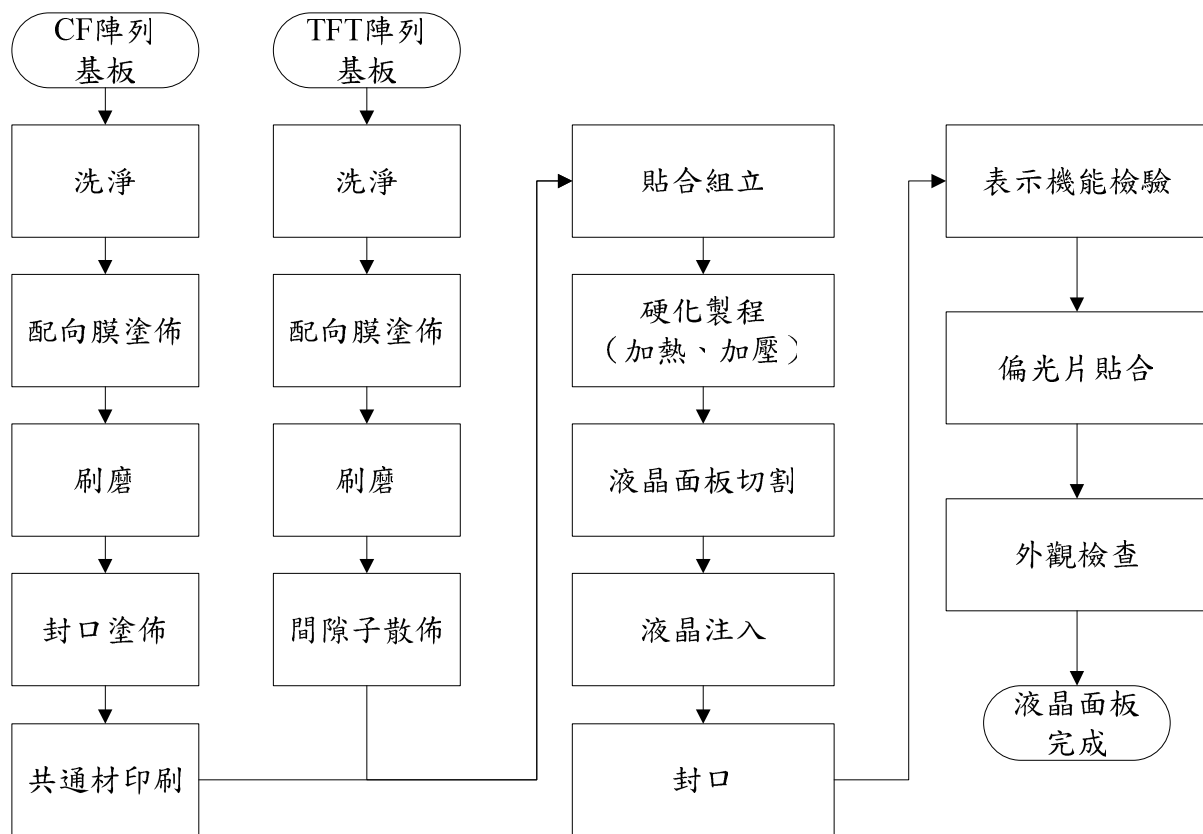 CF陣列
基板
洗淨
配向膜塗佈
刷磨
封口塗佈
共通材印刷
TFT陣列
基板
洗淨
配向膜塗佈
刷磨
間隙子散佈
貼合組立
硬化製程
（加熱、加壓）
液晶面板切割
液晶注入
封口
表示機能檢驗
偏光片貼合
外觀檢查
液晶面板
完成